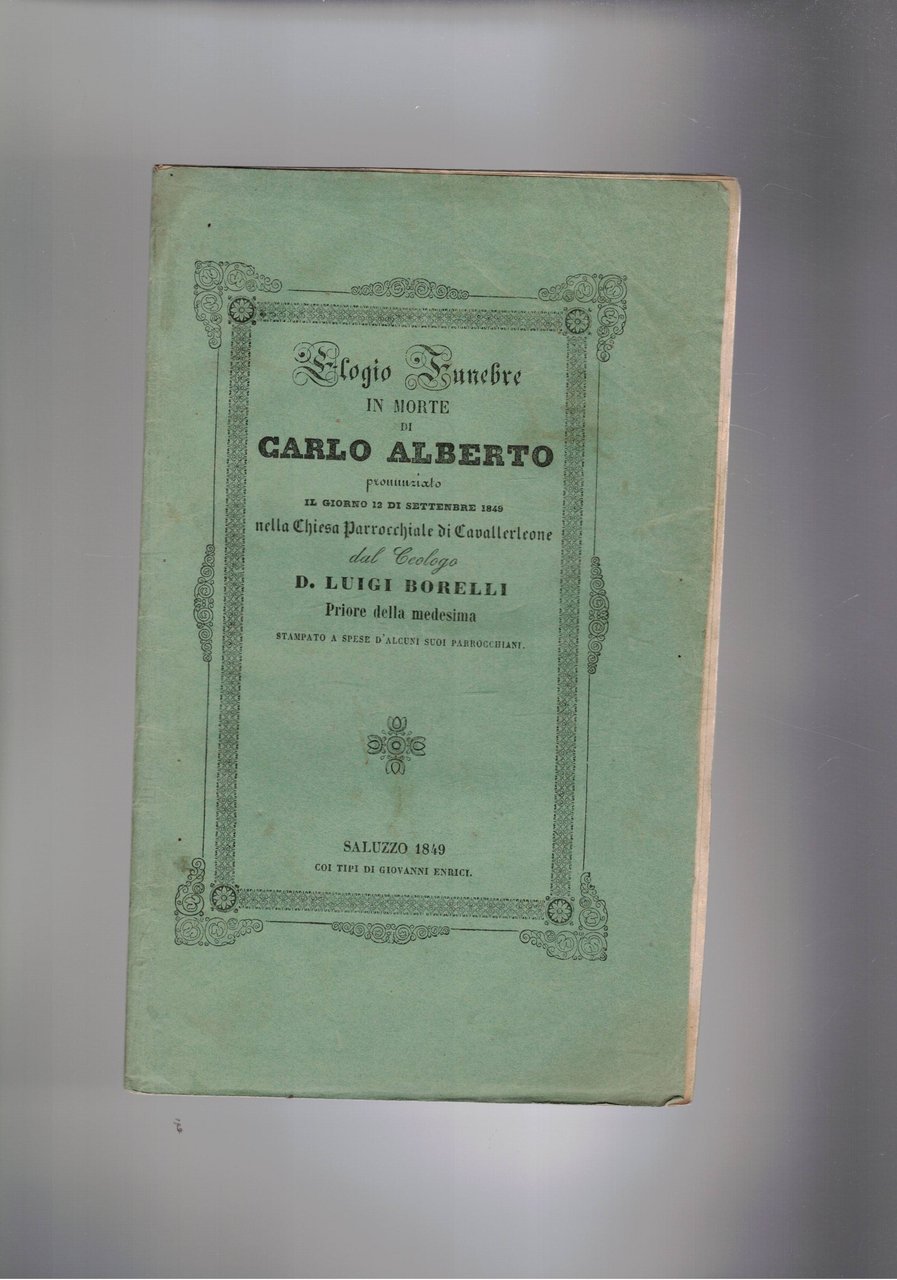 Elogio Funebre
IN MORTE
DI
CARLO ALBERTO
pronunziato
IL GIORNO 12 DI SETTENBRE 1849
nella Chiesa Parrocchiale di Cavallerleone
dal Teologo
D. LUIGI BORELLI
Priore della medesima
STAMPATO A SPESE D'ALCUNI SUOI PARROCCHIANI.
SALUZZO 1849
COI TIPI DI GIOVANNI ENRICI.